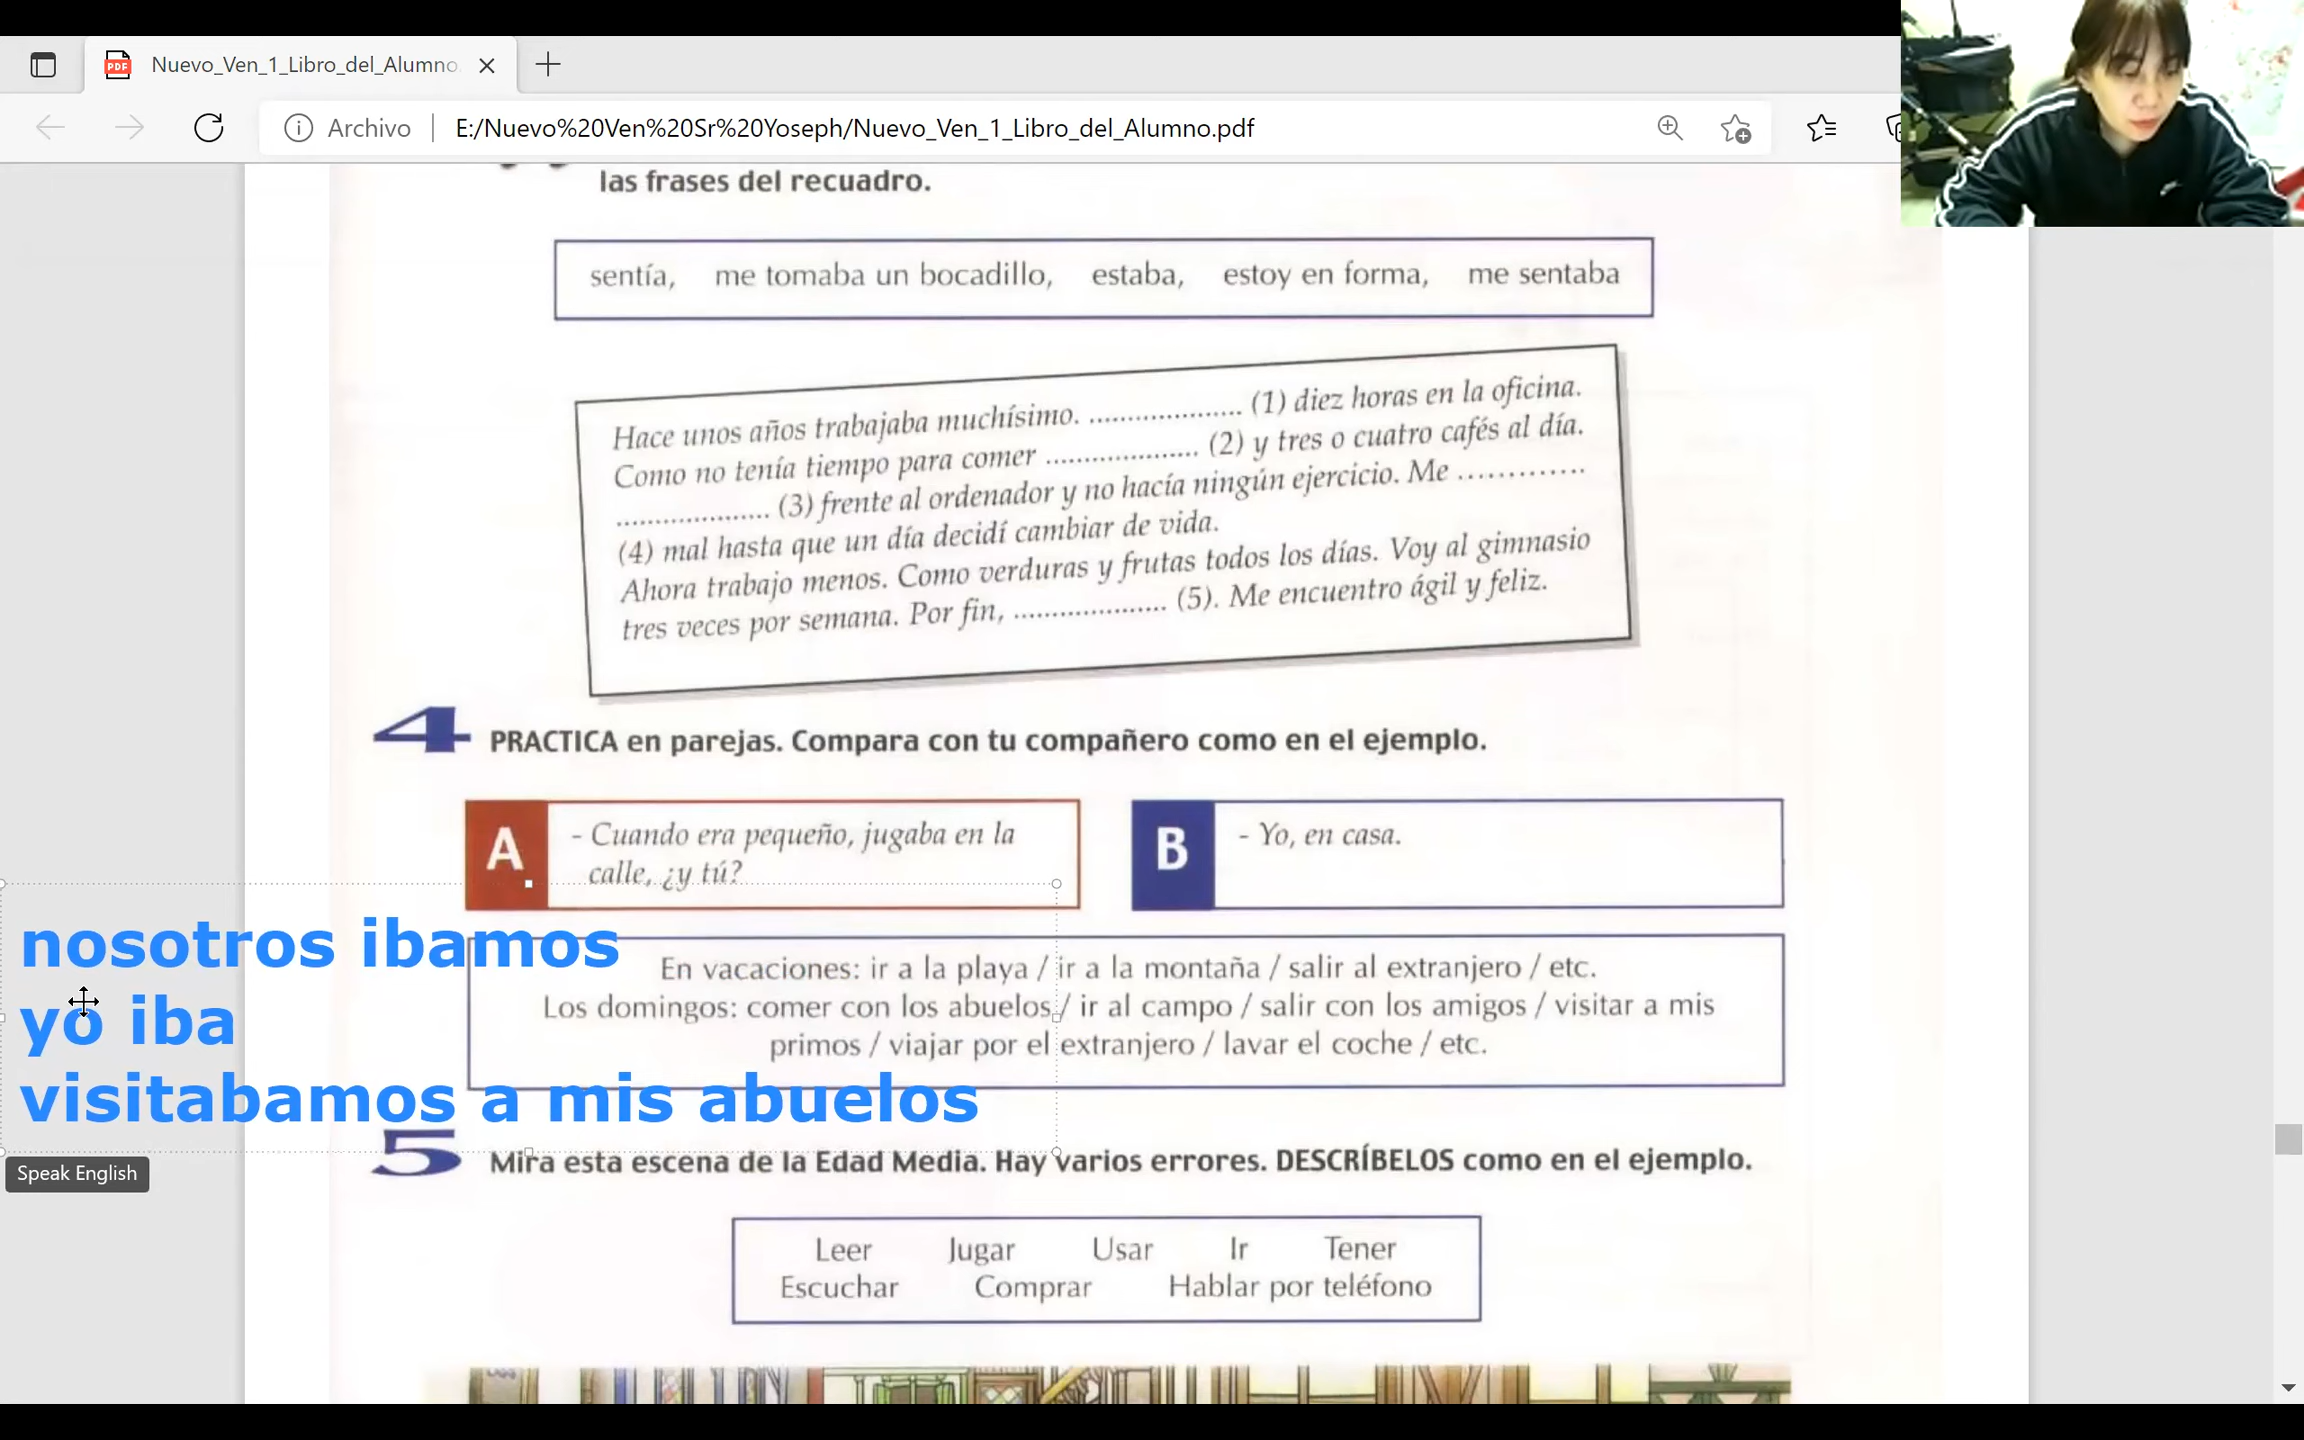 Nuevo_Ven_1_Libro_del_Alumno
Archivo
E:/Nuevo%20Ven%20Sr%20Yoseph/Nuevo_Ven_1_Libro_del_Alumno.pdf
las frases del recuadro.
sentía, me tomaba un bocadillo, estaba, estoy en forma, me sentaba
Hace unos años trabajaba muchísimo. .................... (1) diez horas en la oficina.
Como no tenía tiempo para comer .................... (2) y tres o cuatro cafés al día.
.................... (3) frente al ordenador y no hacía ningún ejercicio. Me .............
(4) mal hasta que un día decidí cambiar de vida.
Ahora trabajo menos. Como verduras y frutas todos los días. Voy al gimnasio
tres veces por semana. Por fin, .................... (5). Me encuentro ágil y feliz.
4 PRACTICA en parejas. Compara con tu compañero como en el ejemplo.
A
- Cuando era pequeño, jugaba en la
calle, ¿y tú?
B
- Yo, en casa.
nosotros ibamos
yo iba
visitabamos a mis abuelos
En vacaciones: ir a la playa / ir a la montaña / salir al extranjero / etc.
Los domingos: comer con los abuelos / ir al campo / salir con los amigos / visitar a mis
primos / viajar por el extranjero / lavar el coche / etc.
Speak English
5 Mira esta escena de la Edad Media. Hay varios errores. DESCRÍBELOS como en el ejemplo.
Leer Jugar Usar Ir Tener
Escuchar Comprar Hablar por teléfono